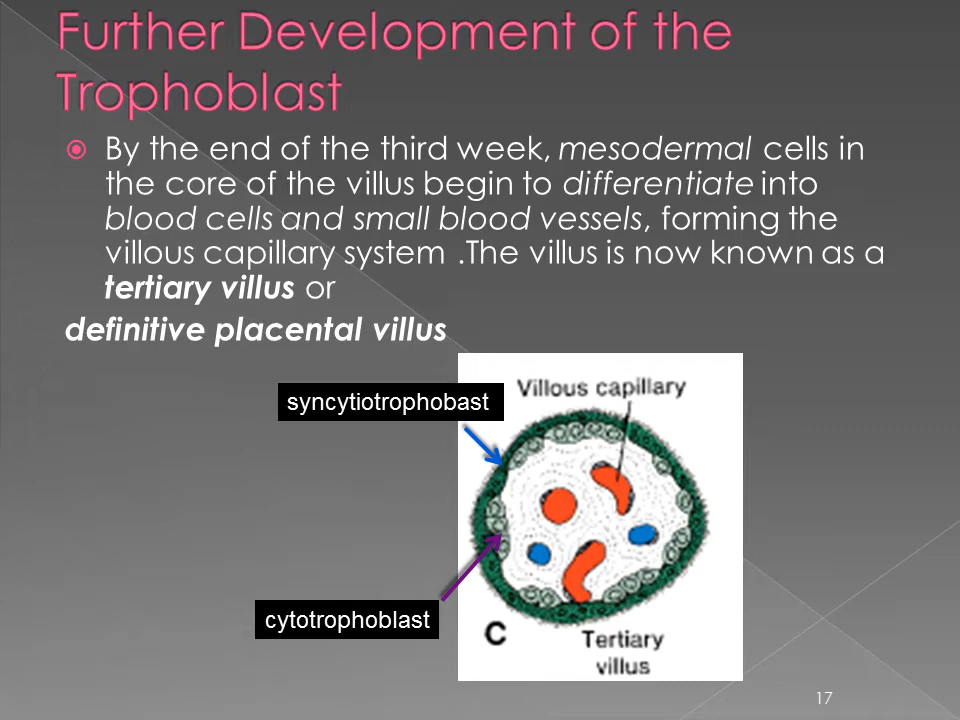 Further Development of the
Trophoblast
By the end of the third week, mesodermal cells in
the core of the villus begin to differentiate into
blood cells and small blood vessels, forming the
villous capillary system .The villus is now known as a
tertiary villus or
definitive placental villus
Villous capillary
syncytiotrophobast
cytotrophoblast
C
Tertiary
villus
17